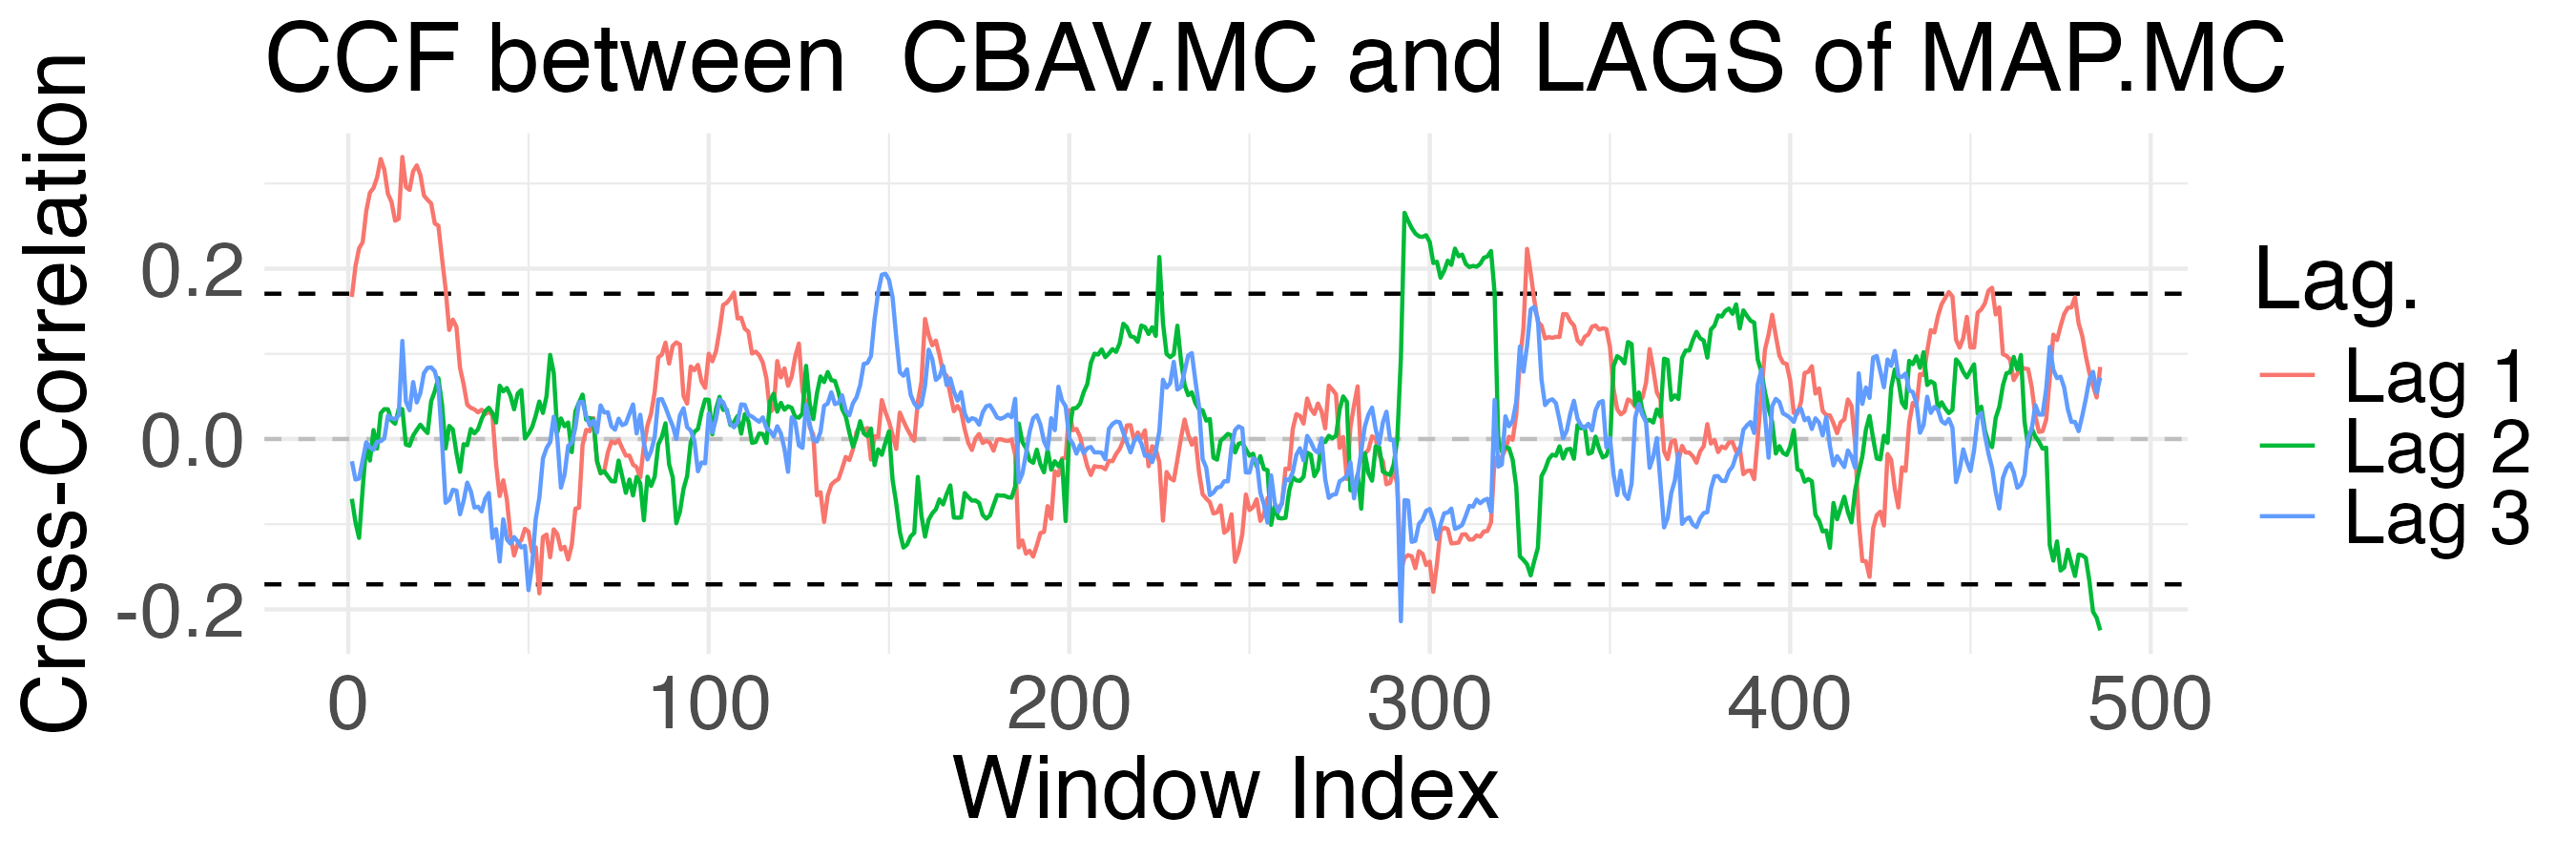 CCF between  CBAV.MC and LAGS of MAP.MC
Cross-Correlation
0.2
0.0
-0.2
0 100 200 300 400 500
Window Index
Lag.
Lag 1
Lag 2
Lag 3